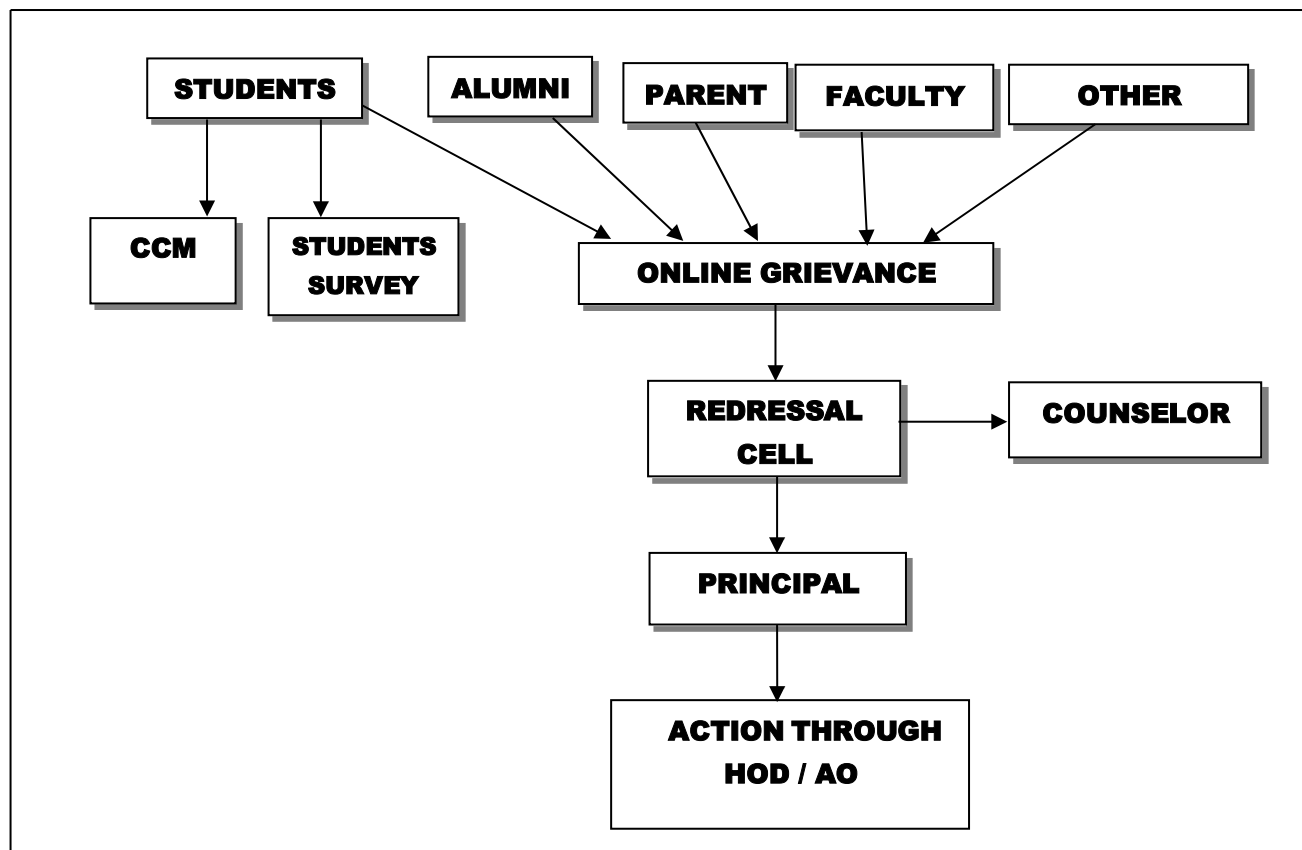 STUDENTS
ALUMNI
PARENT
FACULTY
OTHER
CCM
STUDENTS
SURVEY
ONLINE GRIEVANCE
REDRESSAL
CELL
COUNSELOR
PRINCIPAL
ACTION THROUGH
HOD / AO